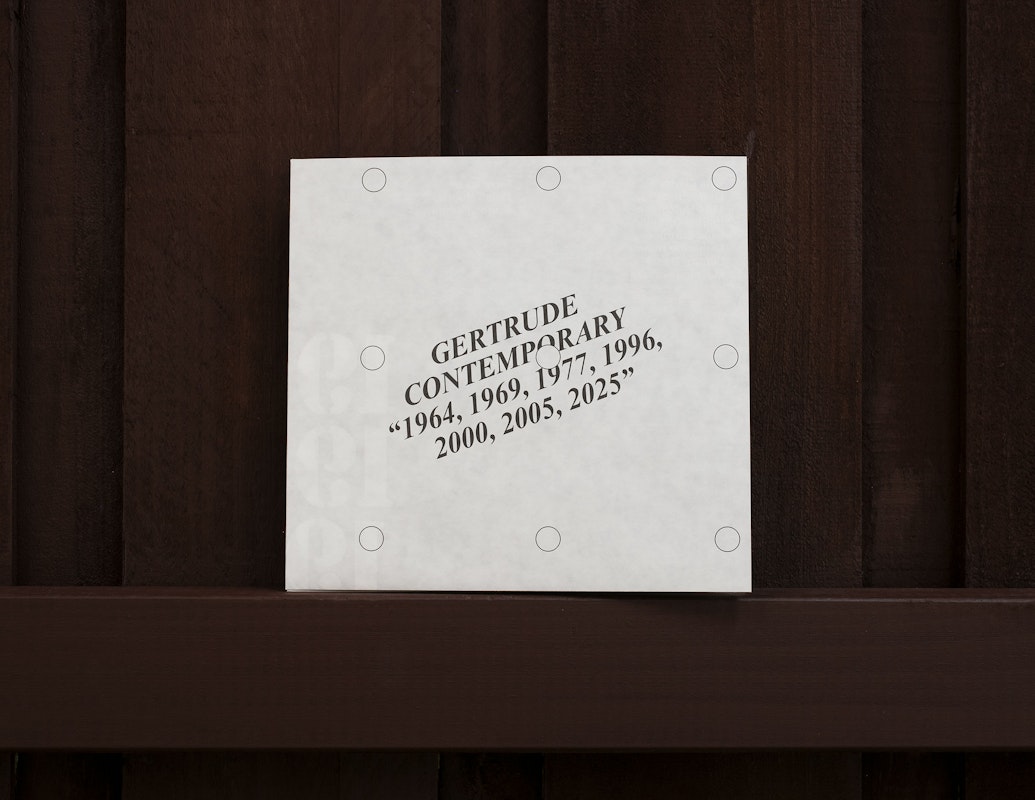 GERTRUDE
CONTEMPORARY
“1964, 1969, 1977, 1996,
2000, 2005, 2025”